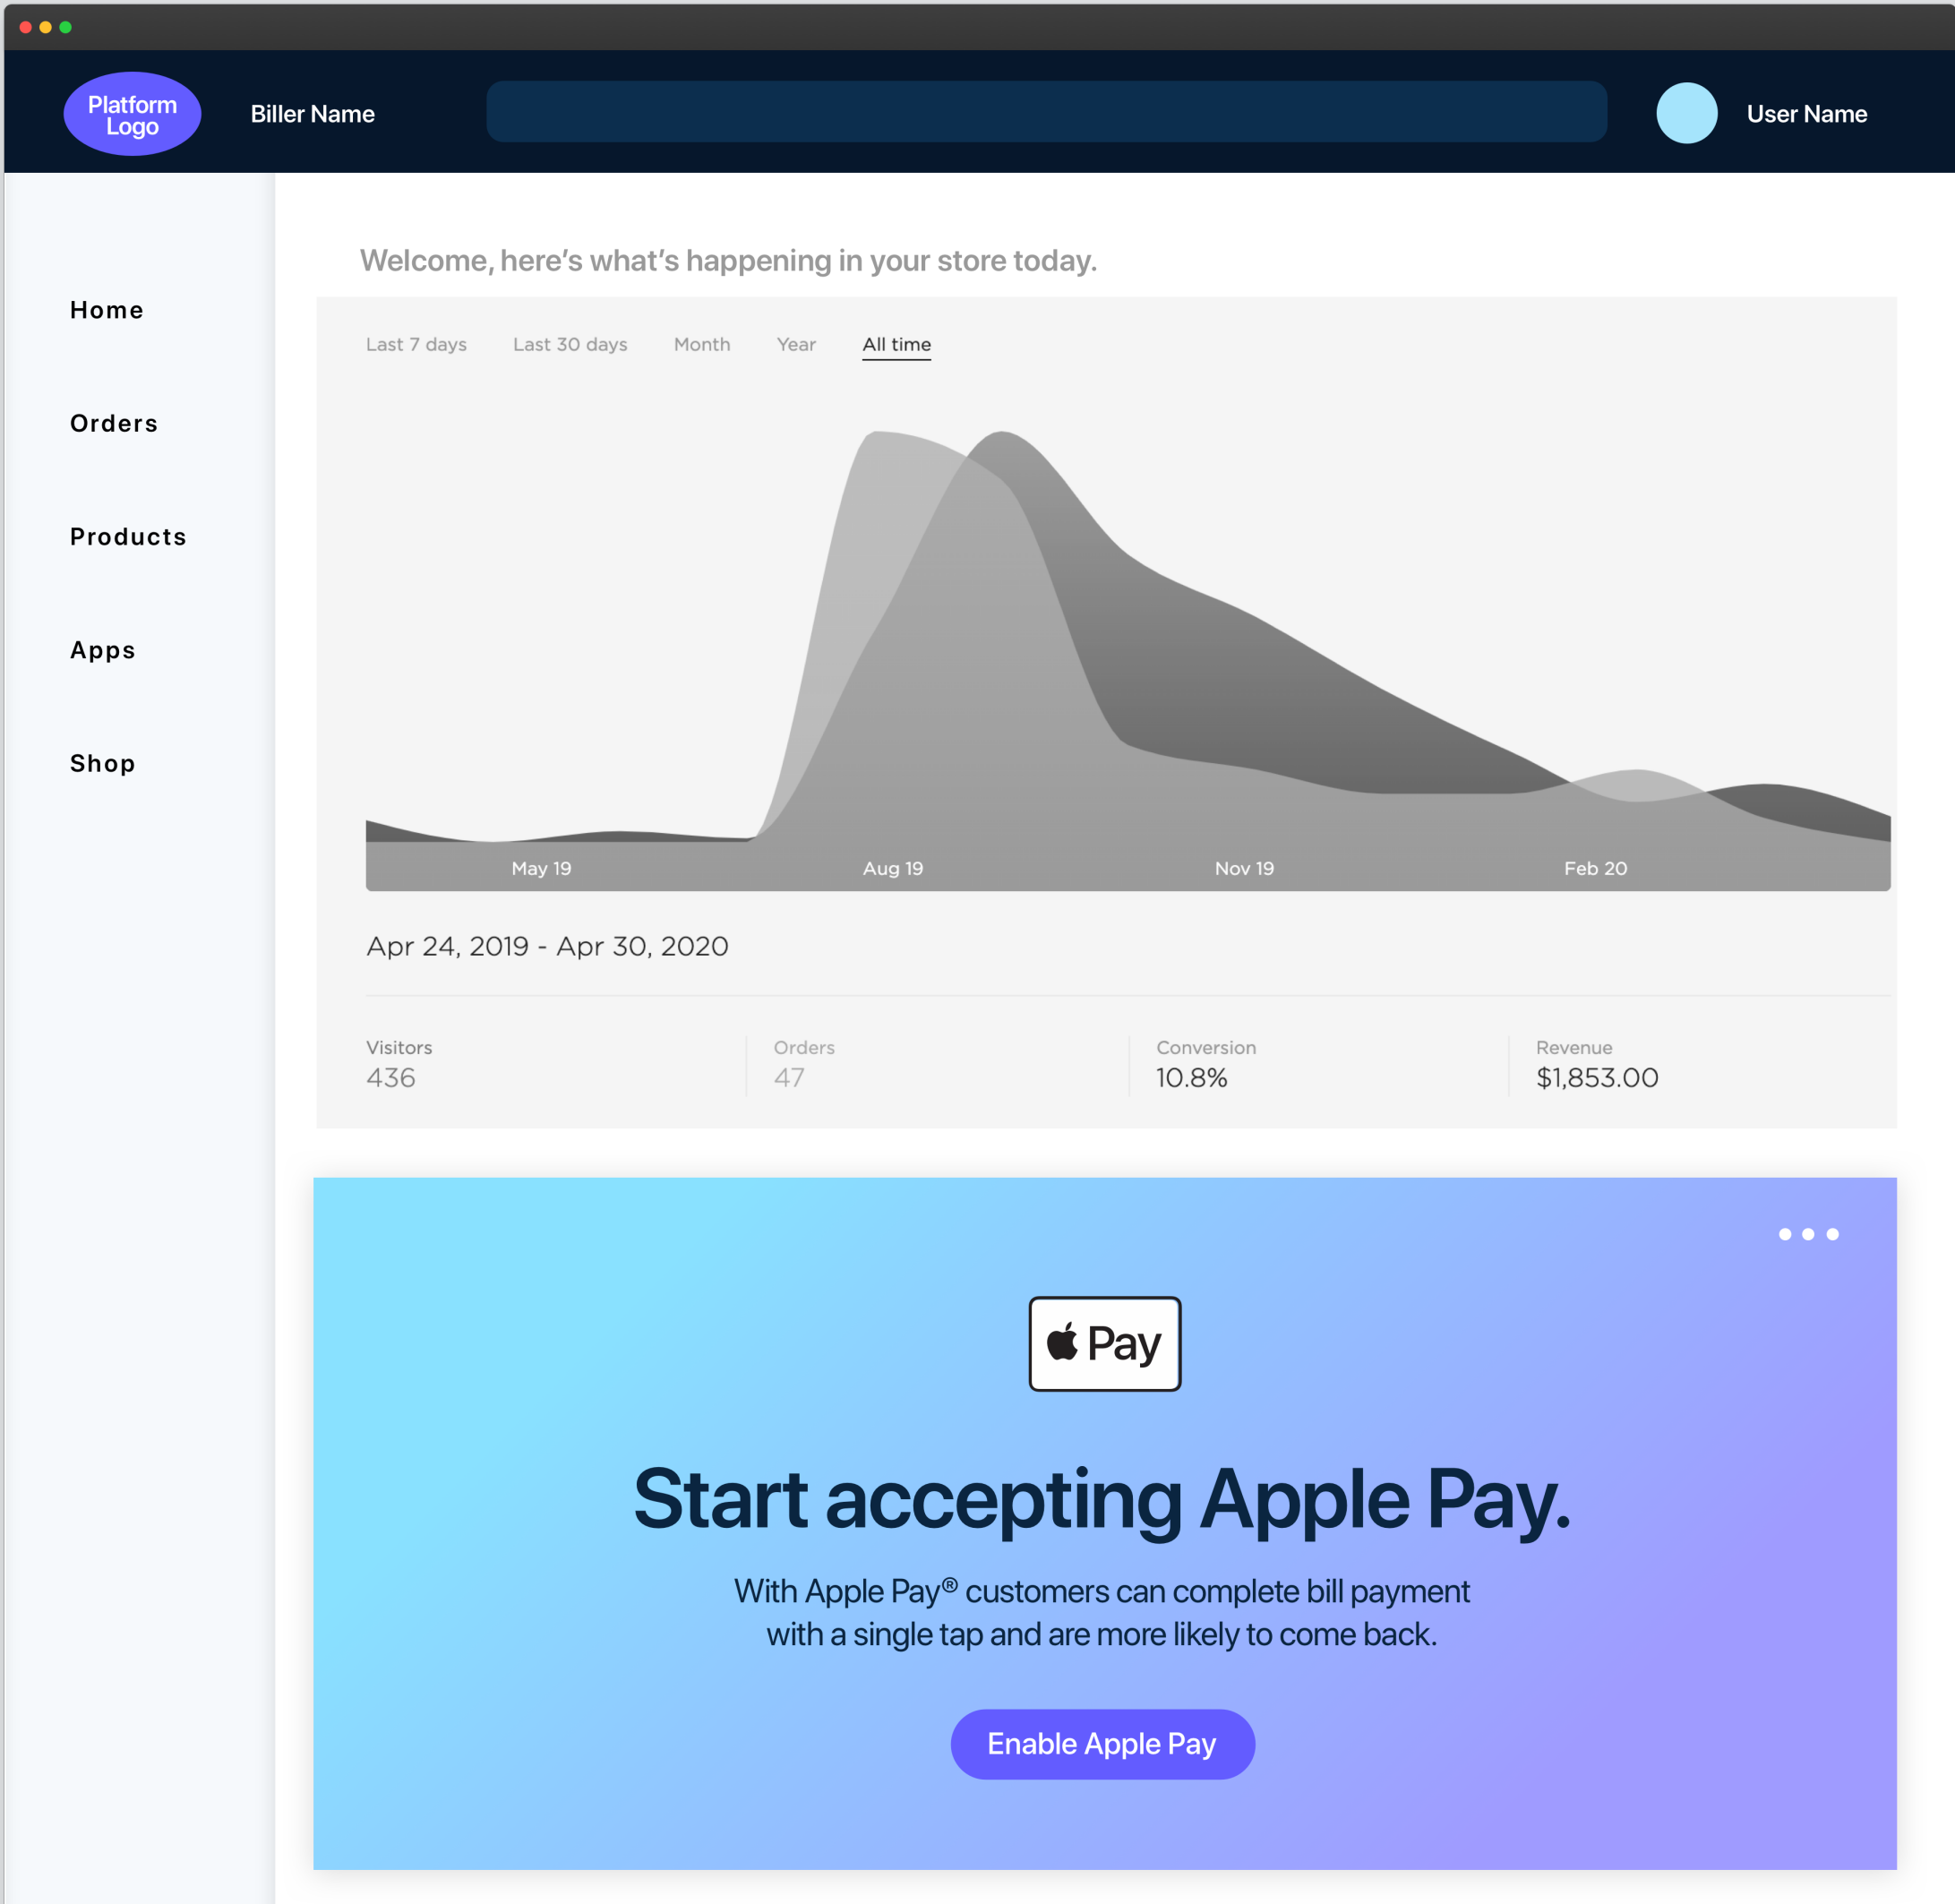 Platform
Logo
Biller Name
User Name
Home
Orders
Products
Apps
Shop
Welcome, here’s what’s happening in your store today.
Last 7 days Last 30 days Month Year All time
May 19 Aug 19 Nov 19 Feb 20
Apr 24, 2019 - Apr 30, 2020
Visitors Orders Conversion Revenue
436 47 10.8% $1,853.00
Pay
Start accepting Apple Pay.
With Apple Pay® customers can complete bill payment
with a single tap and are more likely to come back.
Enable Apple Pay